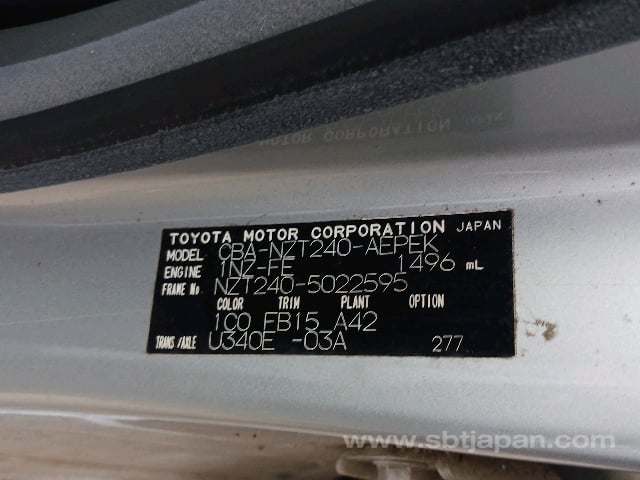 TOYOTA MOTOR CORPORATION JAPAN
MODEL CBA-NZT240-AEPEK
ENGINE 1NZ-FE 1496 mL
FRAME No. NZT240-5022595
COLOR TRIM PLANT OPTION
1C0 FB15 A42
TRANS/AXLE U340E -03A 277
www.sbtjapan.com